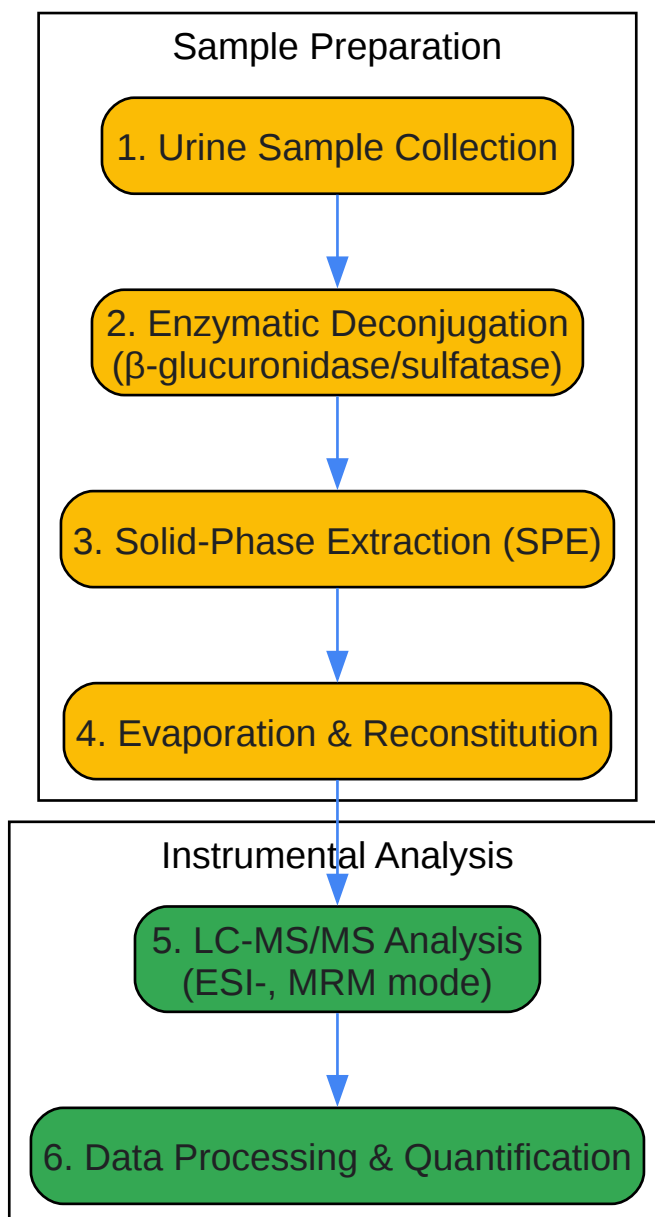 Sample Preparation
1. Urine Sample Collection
2. Enzymatic Deconjugation
(β-glucuronidase/sulfatase)
3. Solid-Phase Extraction (SPE)
4. Evaporation & Reconstitution
Instrumental Analysis
5. LC-MS/MS Analysis
(ESI-, MRM mode)
6. Data Processing & Quantification